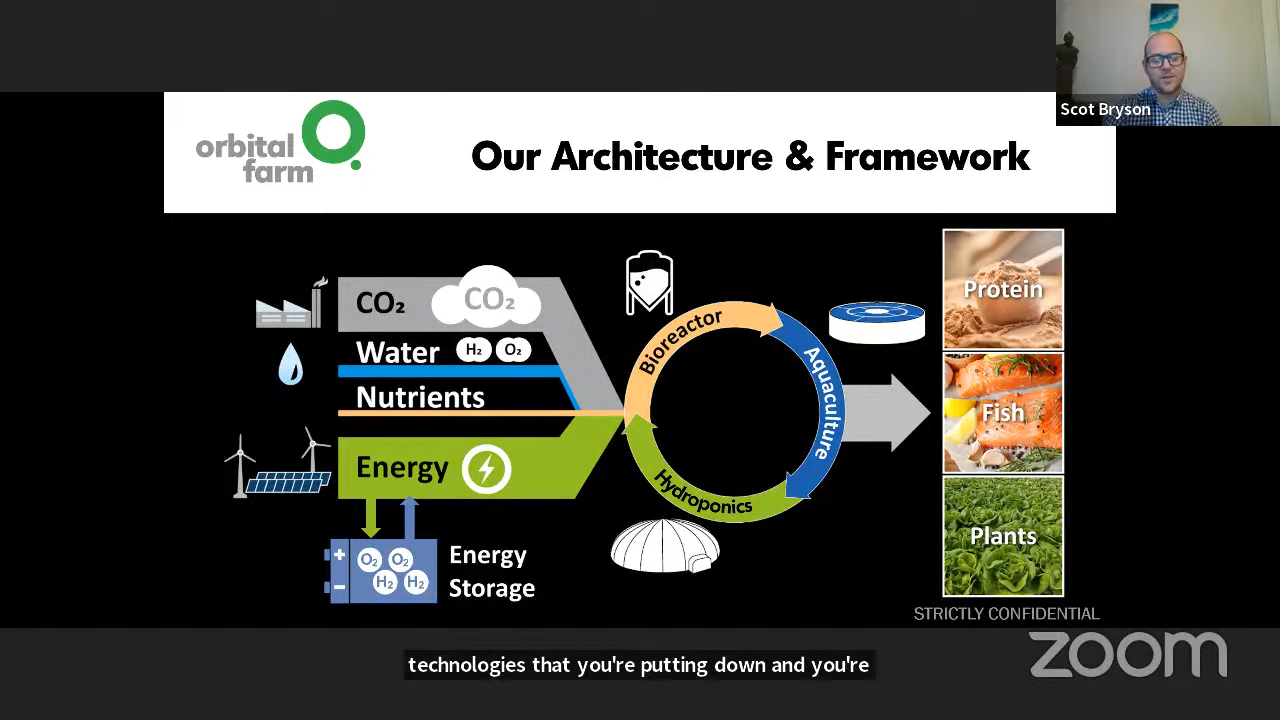 Scot Bryson
orbital
farm
Our Architecture & Framework
CO₂
CO₂
Water
H₂
O₂
Nutrients
Energy
O₂
O₂
H₂
H₂
+
−
Energy
Storage
Bioreactor
Aquaculture
Hydroponics
Protein
Fish
Plants
STRICTLY CONFIDENTIAL
technologies that you're putting down and you're
zoom